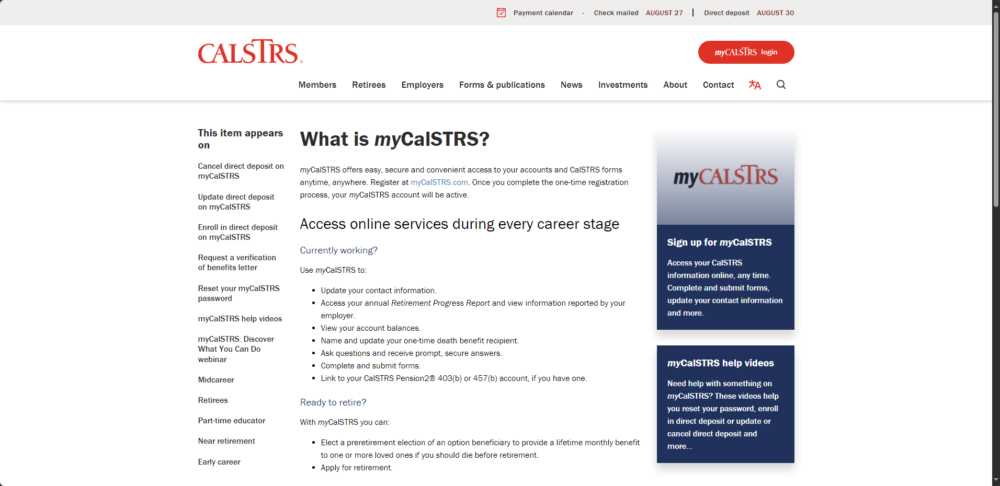 Payment calendar - Check mailed AUGUST 27 | Direct deposit AUGUST 30
CALSTRS®
myCALSTRS login
Members Retirees Employers Forms & publications News Investments About Contact
This item appears
on
Cancel direct deposit on
myCalSTRS
Update direct deposit
on myCalSTRS
Enroll in direct deposit
on myCalSTRS
Request a verification
of benefits letter
Reset your myCalSTRS
password
myCalSTRS help videos
myCalSTRS: Discover
What You Can Do
webinar
Midcareer
Retirees
Part-time educator
Near retirement
Early career
What is myCalSTRS?
myCalSTRS offers easy, secure and convenient access to your accounts and CalSTRS forms
anytime, anywhere. Register at myCalSTRS.com. Once you complete the one-time registration
process, your myCalSTRS account will be active.
Access online services during every career stage
Currently working?
Use myCalSTRS to:
• Update your contact information.
• Access your annual Retirement Progress Report and view information reported by your
employer.
• View your account balances.
• Name and update your one-time death benefit recipient.
• Ask questions and receive prompt, secure answers.
• Complete and submit forms.
• Link to your CalSTRS Pension2® 403(b) or 457(b) account, if you have one.
Ready to retire?
With myCalSTRS you can:
• Elect a preretirement election of an option beneficiary to provide a lifetime monthly benefit
to one or more loved ones if you should die before retirement.
• Apply for retirement.
myCALSTRS
Sign up for myCalSTRS
Access your CalSTRS
information online, any time.
Complete and submit forms,
update your contact information
and more.
myCalSTRS help videos
Need help with something on
myCalSTRS? These videos help
you reset your password, enroll
in direct deposit or update or
cancel direct deposit and
more...